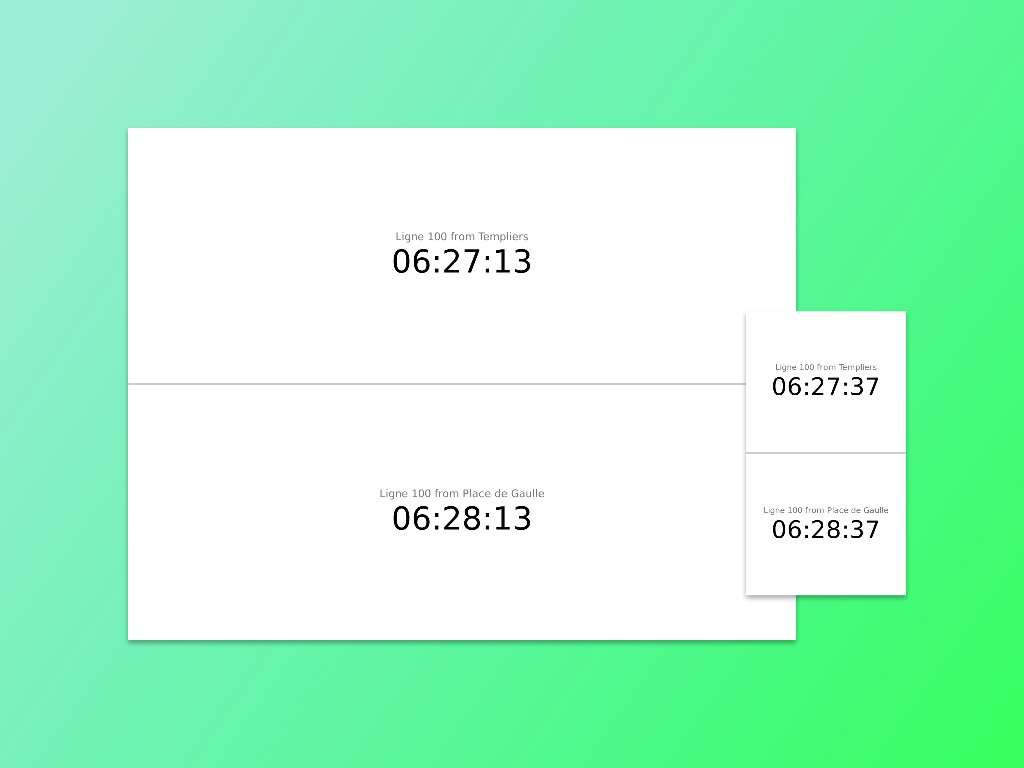 Ligne 100 from Templiers
06:27:13
Ligne 100 from Place de Gaulle
06:28:13
Ligne 100 from Templiers
06:27:37
Ligne 100 from Place de Gaulle
06:28:37